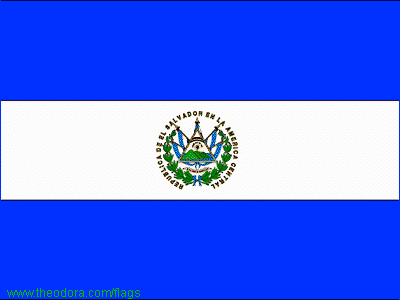 REPUBLICA DE EL SALVADOR EN LA AMERICA CENTRAL
www.theodora.com/flags